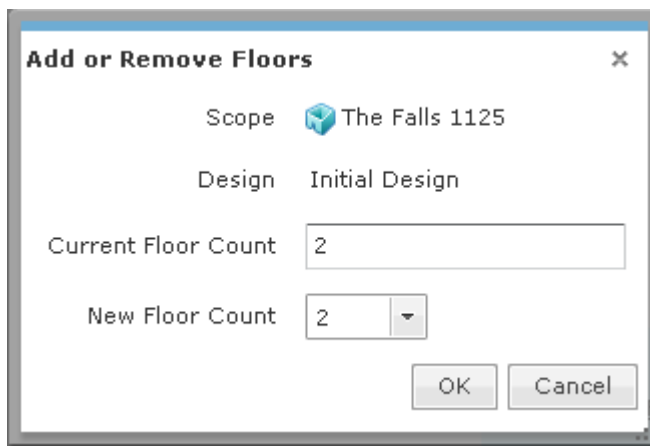 Add or Remove Floors ×
Scope The Falls 1125
Design Initial Design
Current Floor Count 2
New Floor Count 2
OK Cancel